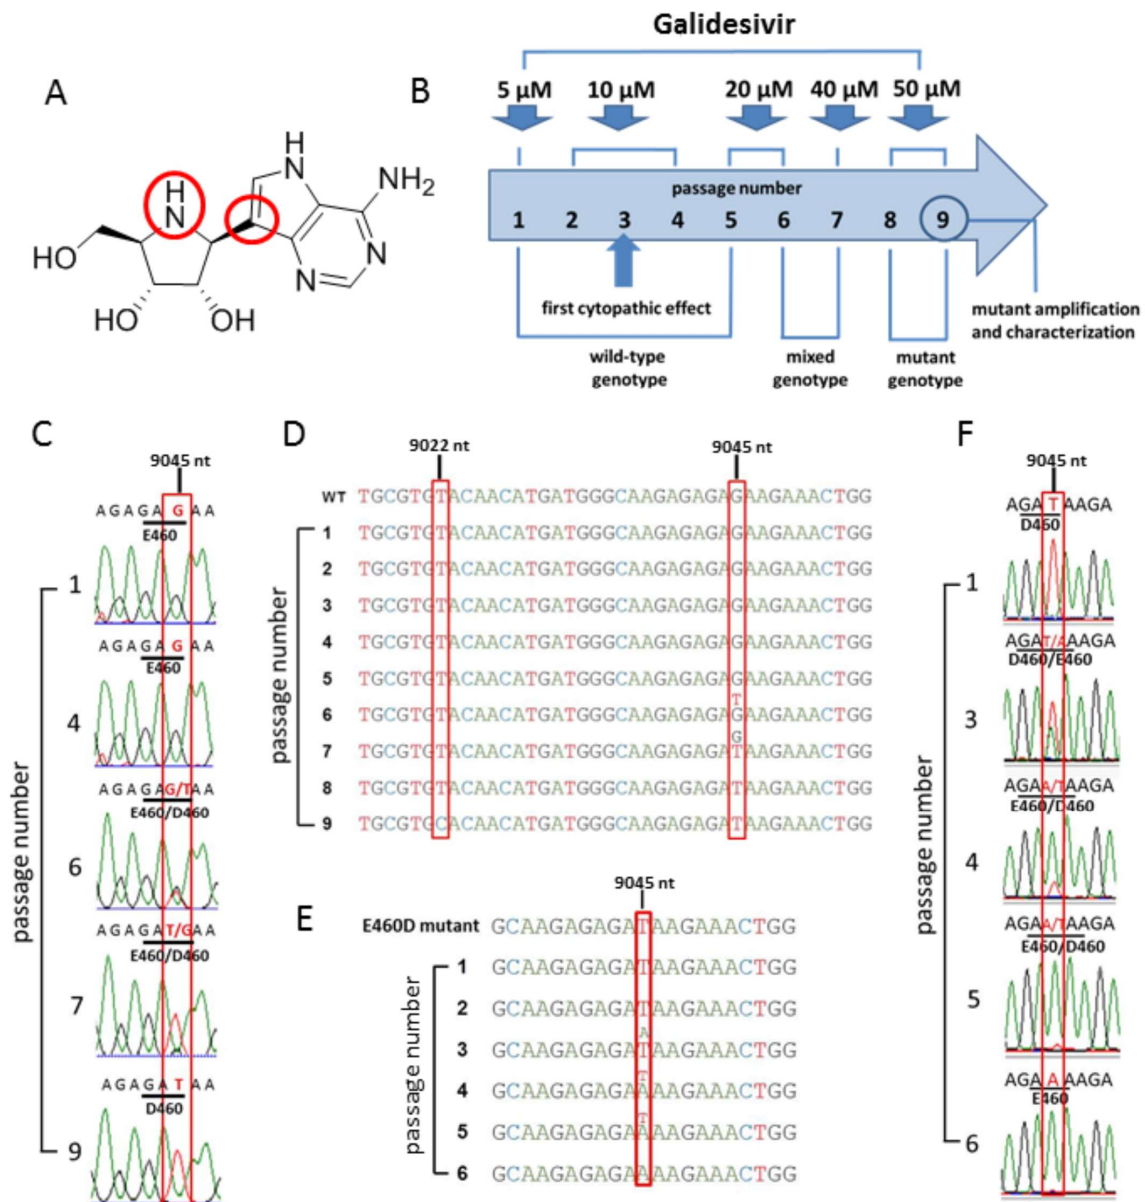 Galidesivir
A
B
5 μM 10 μM 20 μM 40 μM 50 μM
H
N
NH2
H
N
HO
N
N
HO
OH
passage number
1 2 3 4 5 6 7 8 9
first cytopathic effect
mutant amplification
and characterization
wild-type
genotype
mixed
genotype
mutant
genotype
C
9045 nt
AGAGAGAA
E460
1
AGAGAGAA
E460
4
AGAGAG/TAA
E460/D460
6
AGAGAT/GAA
E460/D460
7
AGAGATAA
D460
9
passage number
D
9022 nt
9045 nt
WT TGCGTGTACAACATGATGGGCAAGAGAGAGAAGAAACTGG
1 TGCGTGTACAACATGATGGGCAAGAGAGAGAAGAAACTGG
2 TGCGTGTACAACATGATGGGCAAGAGAGAGAAGAAACTGG
3 TGCGTGTACAACATGATGGGCAAGAGAGAGAAGAAACTGG
4 TGCGTGTACAACATGATGGGCAAGAGAGAGAAGAAACTGG
5 TGCGTGTACAACATGATGGGCAAGAGAGAGAAGAAACTGG
T
6 TGCGTGTACAACATGATGGGCAAGAGAGAGAAGAAACTGG
G
7 TGCGTGTACAACATGATGGGCAAGAGAGATAAGAAACTGG
8 TGCGTGTACAACATGATGGGCAAGAGAGATAAGAAACTGG
9 TGCGTGCACAACATGATGGGCAAGAGAGATAAGAAACTGG
passage number
E
9045 nt
E460D mutant GCAAGAGAGATAAGAAACTGG
1 GCAAGAGAGATAAGAAACTGG
2 GCAAGAGAGATAAGAAACTGG
A
3 GCAAGAGAGATAAGAAACTGG
T
4 GCAAGAGAGAAAAGAAACTGG
T
5 GCAAGAGAGAAAAGAAACTGG
6 GCAAGAGAGAAAAGAAACTGG
passage number
F
9045 nt
AGATAAGA
D460
1
AGAT/AAAGA
D460/E460
3
AGAA/TAAGA
E460/D460
4
AGAA/TAAGA
E460/D460
5
AGAAAAGA
E460
6
passage number